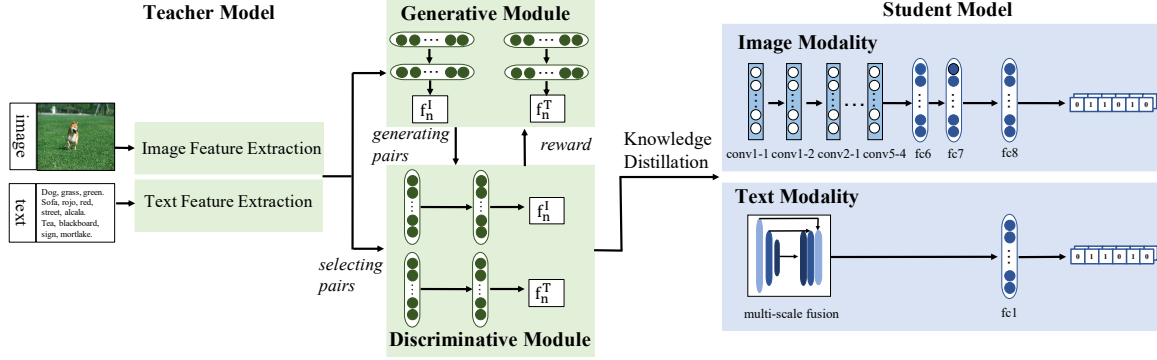 Teacher Model
Generative Module
Student Model
image
Image Feature Extraction
text
Dog, grass, green.
Sofa, rojo, red,
street, alcala.
Tea, blackboard,
sign, mortlake.
Text Feature Extraction
f_n^I
f_n^T
generating
pairs
reward
selecting
pairs
f_n^I
f_n^T
Discriminative Module
Knowledge
Distillation
Image Modality
conv1-1 conv1-2 conv2-1 conv5-4 fc6 fc7 fc8
0 1 1 0 1 0
Text Modality
multi-scale fusion
fc1
0 1 1 0 1 0